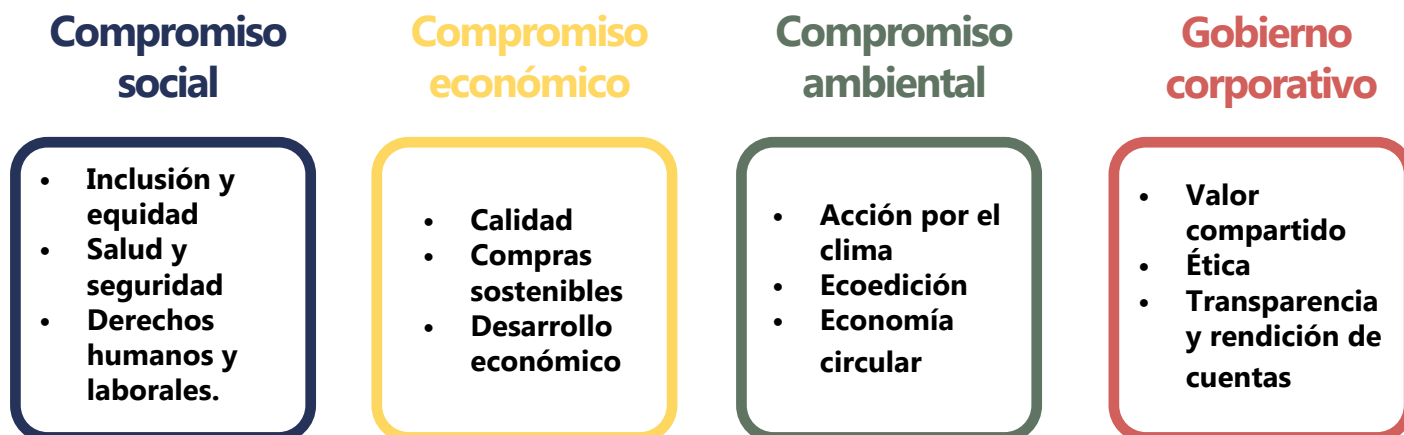 Compromiso
social
• Inclusión y
equidad
• Salud y
seguridad
• Derechos
humanos y
laborales.
Compromiso
económico
• Calidad
• Compras
sostenibles
• Desarrollo
económico
Compromiso
ambiental
• Acción por el
clima
• Ecoedición
• Economía
circular
Gobierno
corporativo
• Valor
compartido
• Ética
• Transparencia
y rendición de
cuentas